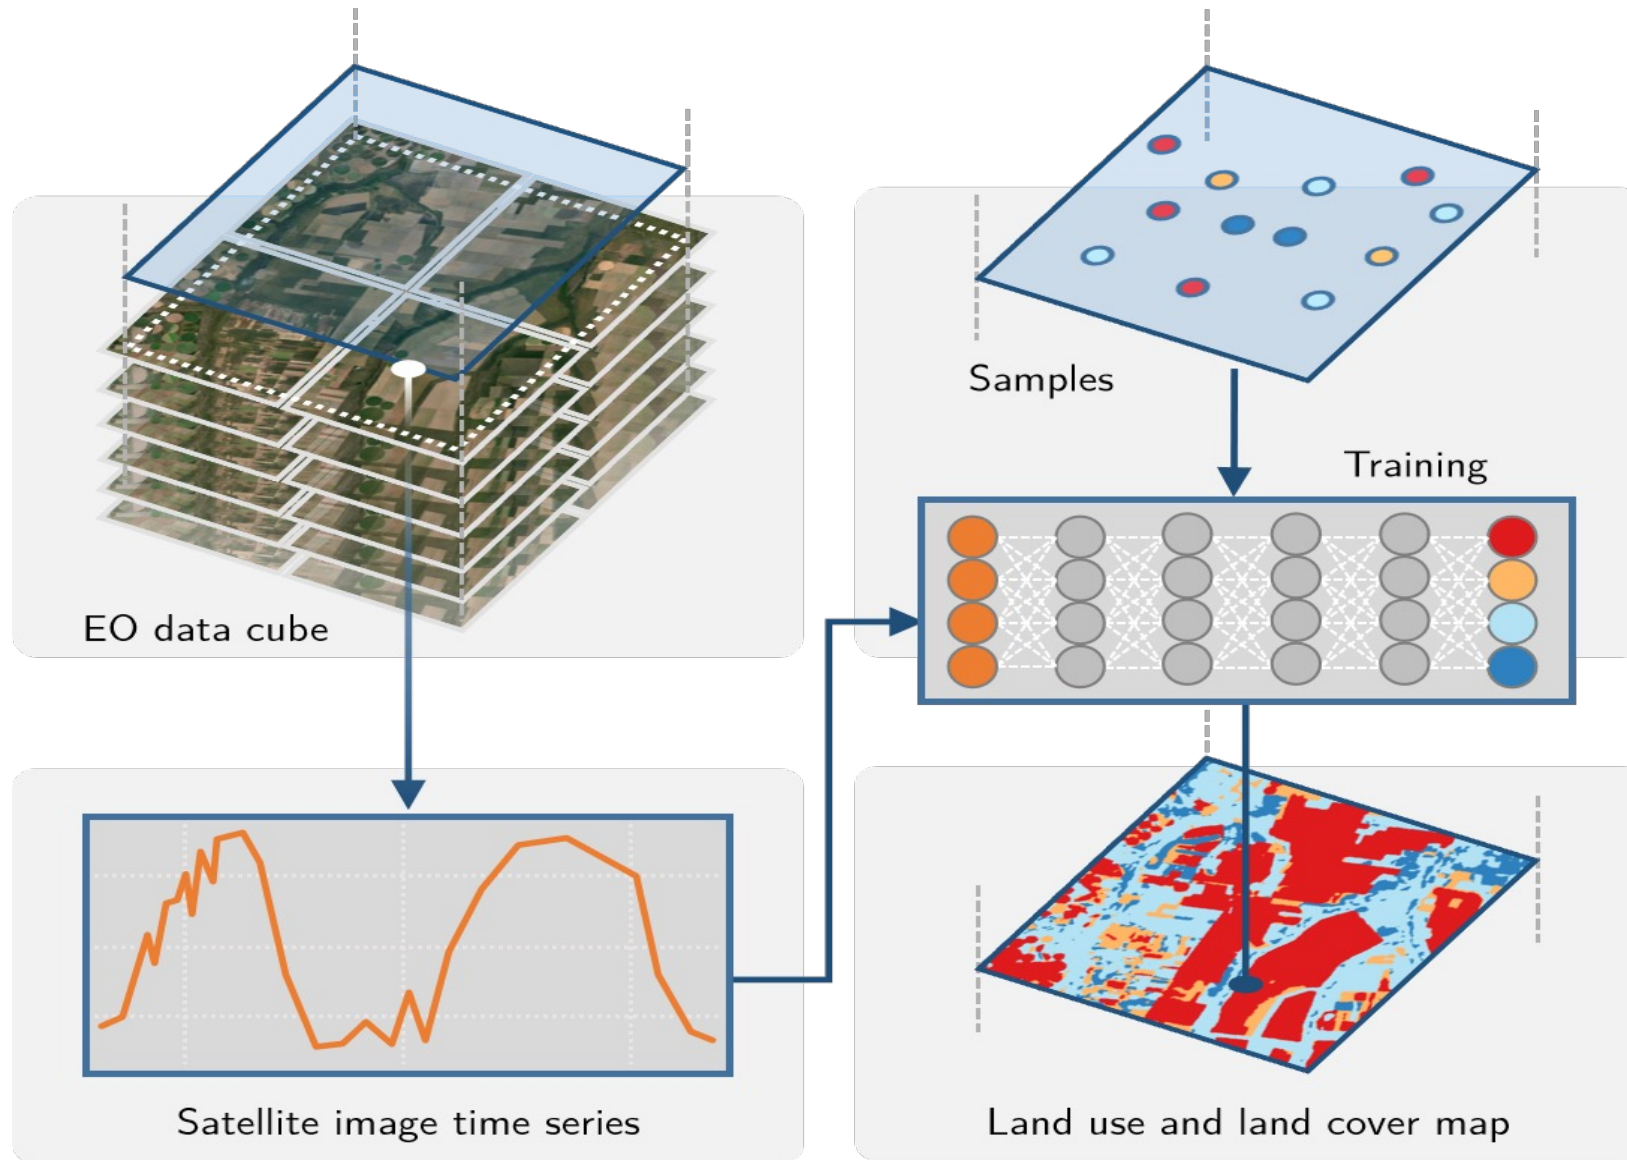 Samples
Training
EO data cube
Satellite image time series
Land use and land cover map